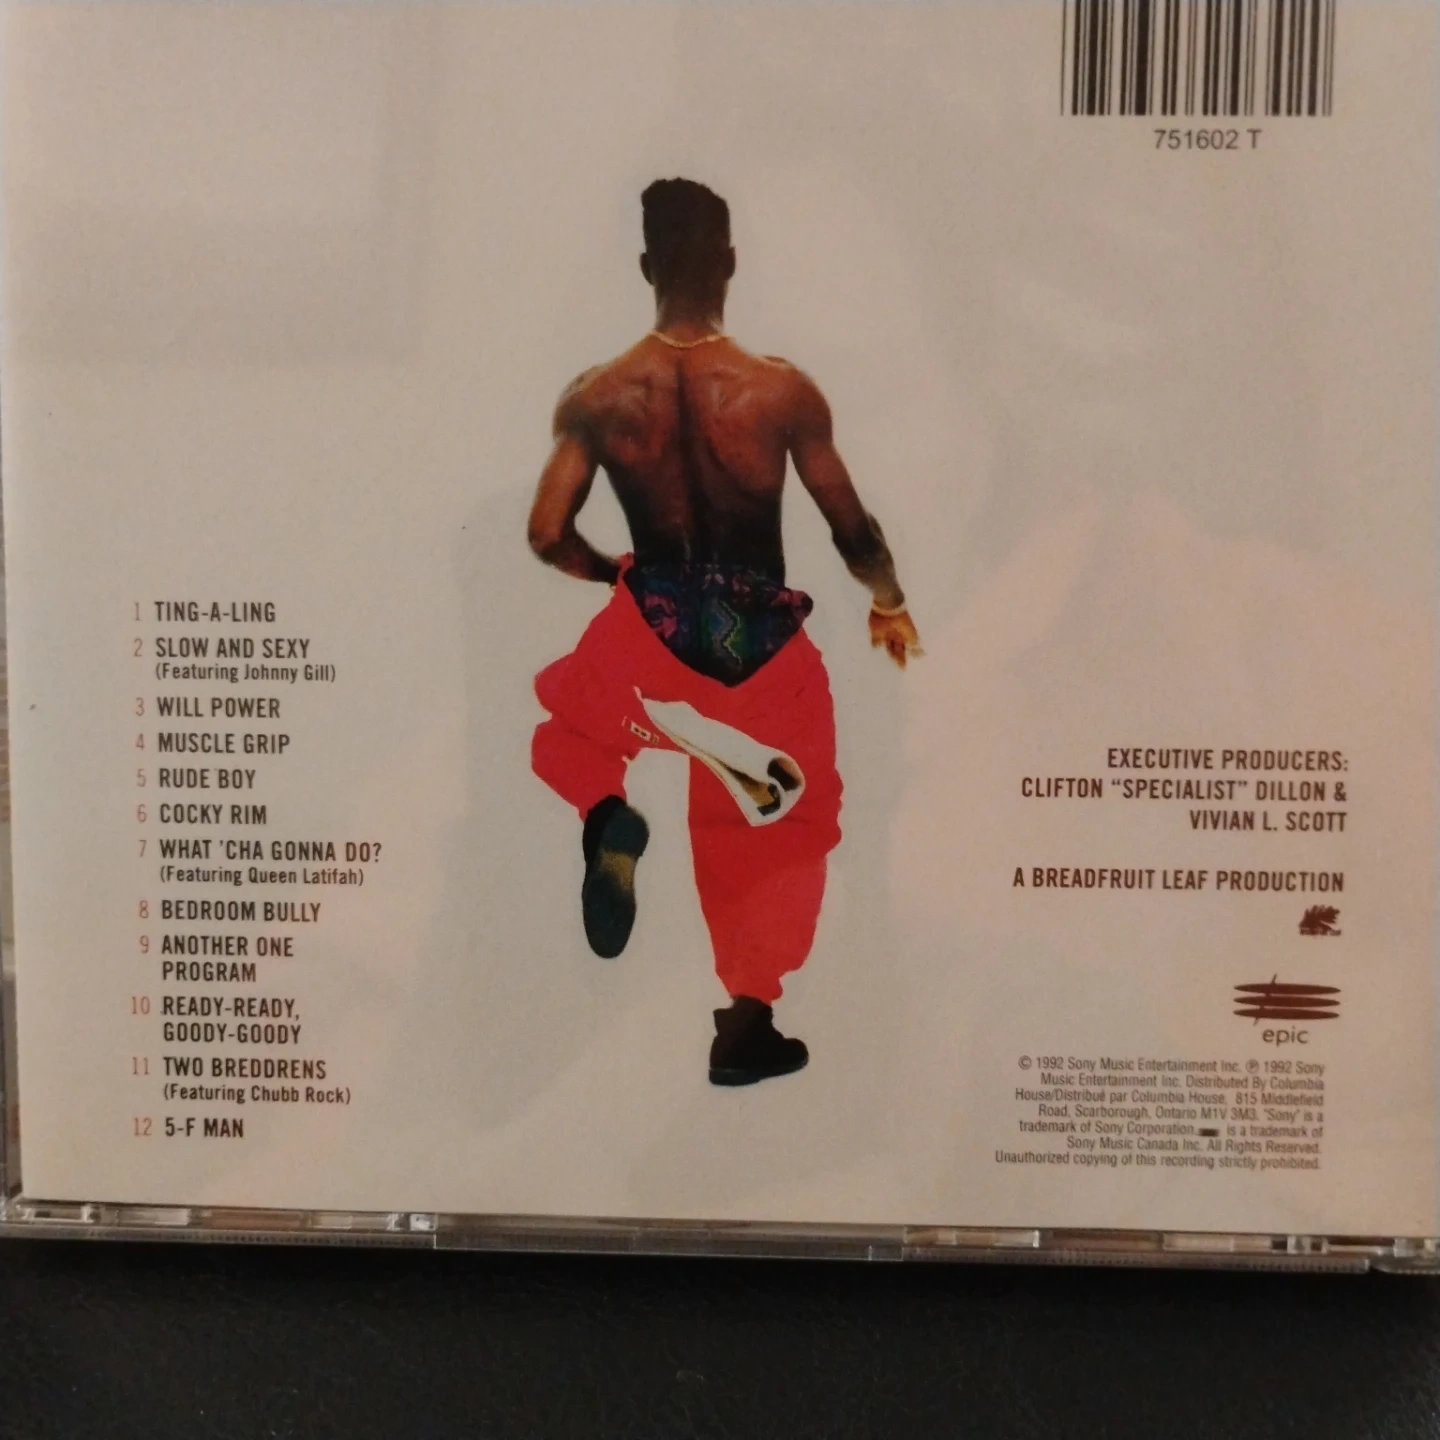 751602 T
1 TING-A-LING
2 SLOW AND SEXY
(Featuring Johnny Gill)
3 WILL POWER
4 MUSCLE GRIP
5 RUDE BOY
6 COCKY RIM
7 WHAT 'CHA GONNA DO?
(Featuring Queen Latifah)
8 BEDROOM BULLY
9 ANOTHER ONE
PROGRAM
10 READY-READY,
GOODY-GOODY
11 TWO BREDDRENS
(Featuring Chubb Rock)
12 5-F MAN
EXECUTIVE PRODUCERS:
CLIFTON “SPECIALIST” DILLON &
VIVIAN L. SCOTT
A BREADFRUIT LEAF PRODUCTION
epic
© 1992 Sony Music Entertainment Inc. ℗ 1992 Sony
Music Entertainment Inc. Distributed By Columbia
House/Distribué par Columbia House, 815 Middlefield
Road, Scarborough, Ontario M1V 3M3. "Sony" is a
trademark of Sony Corporation. is a trademark of
Sony Music Canada Inc. All Rights Reserved.
Unauthorized copying of this recording strictly prohibited.